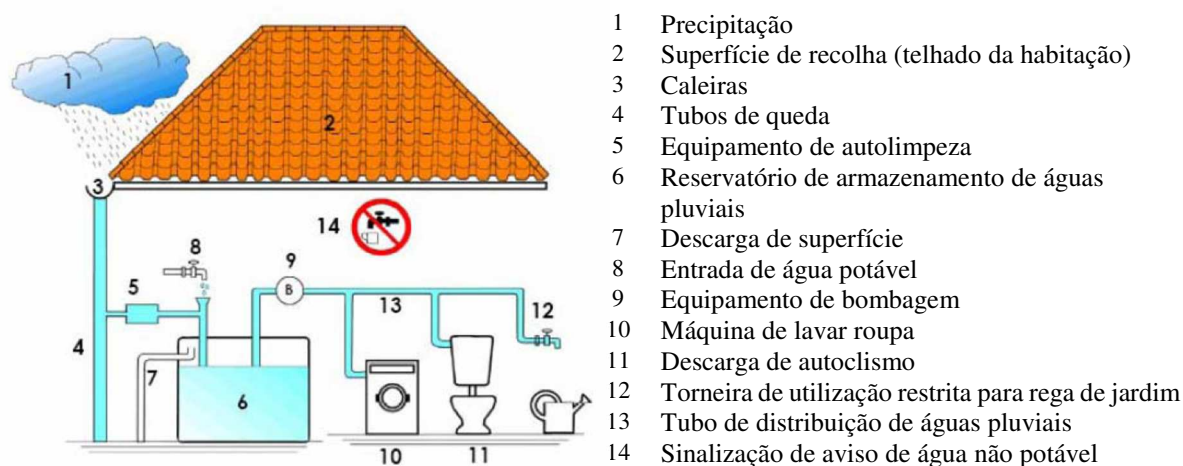 1
2
3
14
8
9
B
5
13
12
4
7
6
10
11
1 Precipitação
2 Superfície de recolha (telhado da habitação)
3 Caleiras
4 Tubos de queda
5 Equipamento de autolimpeza
6 Reservatório de armazenamento de águas
pluviais
7 Descarga de superfície
8 Entrada de água potável
9 Equipamento de bombagem
10 Máquina de lavar roupa
11 Descarga de autoclismo
12 Torneira de utilização restrita para rega de jardim
13 Tubo de distribuição de águas pluviais
14 Sinalização de aviso de água não potável